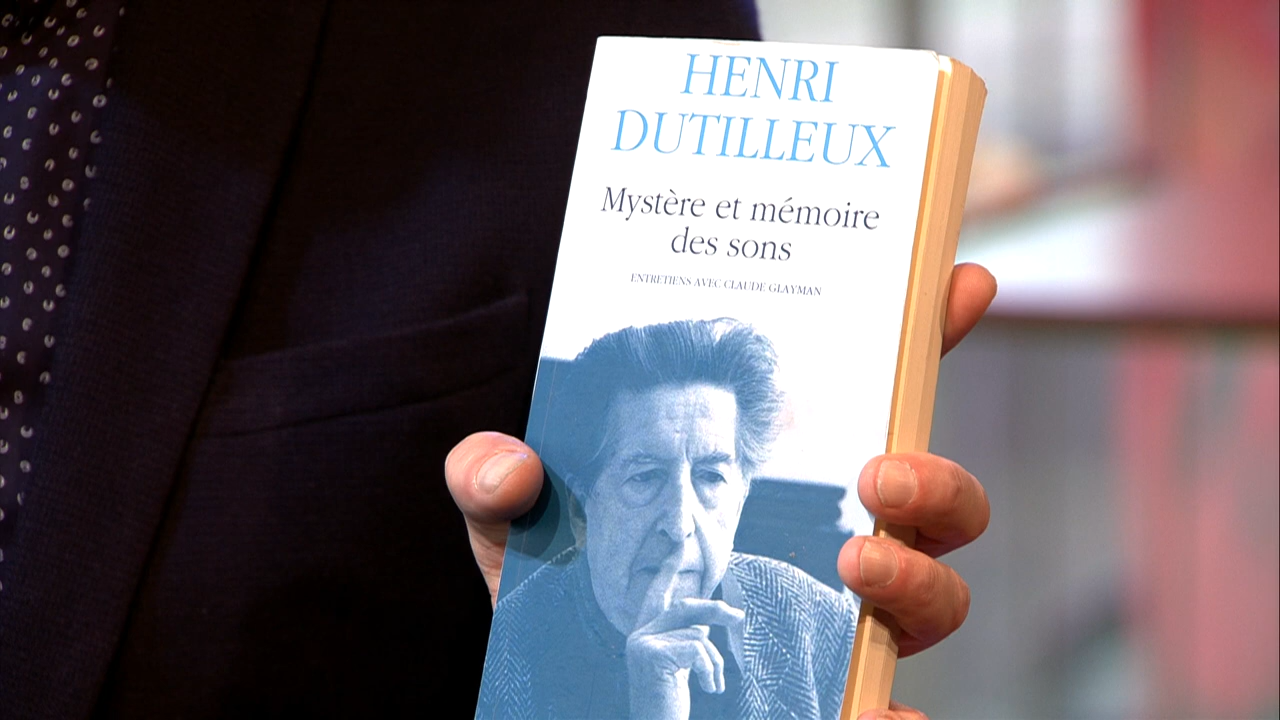 HENRI
DUTILLEUX
Mystère et mémoire
des sons
ENTRETIENS AVEC CLAUDE GLAYMAN